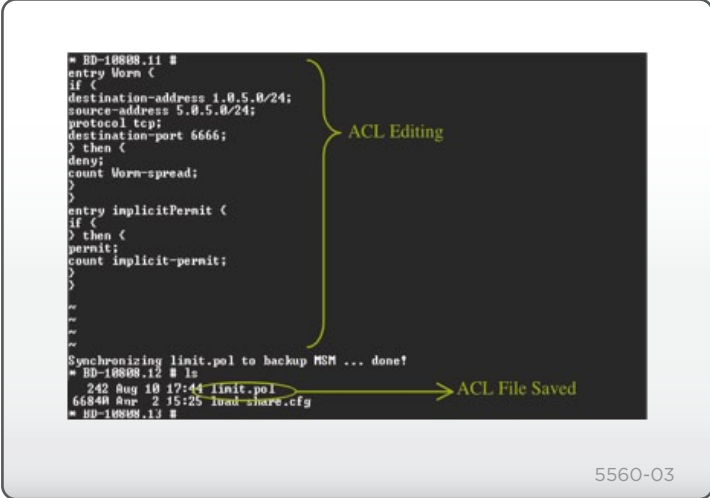 * BD-10808.11 #
entry Worm {
if {
destination-address 1.0.5.0/24;
source-address 5.0.5.0/24;
protocol tcp;
destination-port 6666;
} then {
deny;
count Worm-spread;
}
}
entry implicitPermit {
if {
} then {
permit;
count implicit-permit;
}
}
~
~
~
~
ACL Editing
Synchronizing limit.pol to backup MSM ... done!
* BD-10808.12 # ls
242 Aug 10 17:44 limit.pol
ACL File Saved
66840 Apr 2 15:25 load share.cfg
* BD-10808.13 #
5560-03